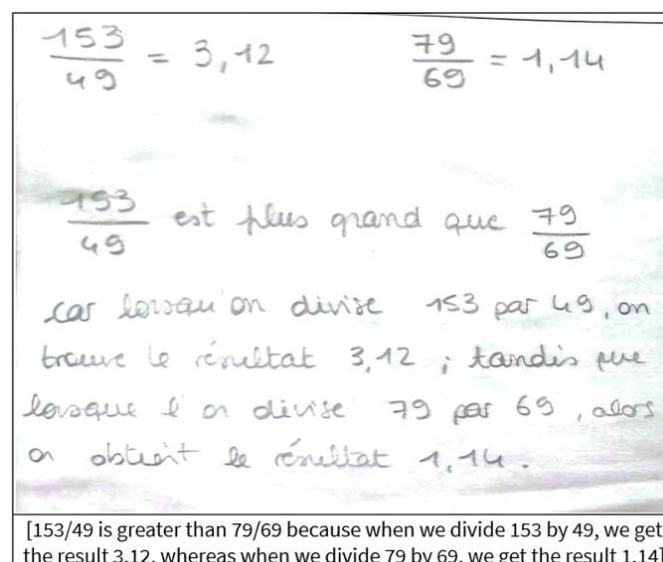 153/49 = 3,12 79/69 = 1,14
153/49 est plus grand que 79/69
car lorsqu'on divise 153 par 49, on
trouve le résultat 3,12 ; tandis que
lorsque l'on divise 79 par 69, alors
on obtient le résultat 1,14.
[153/49 is greater than 79/69 because when we divide 153 by 49, we get
the result 3.12, whereas when we divide 79 by 69, we get the result 1.14]